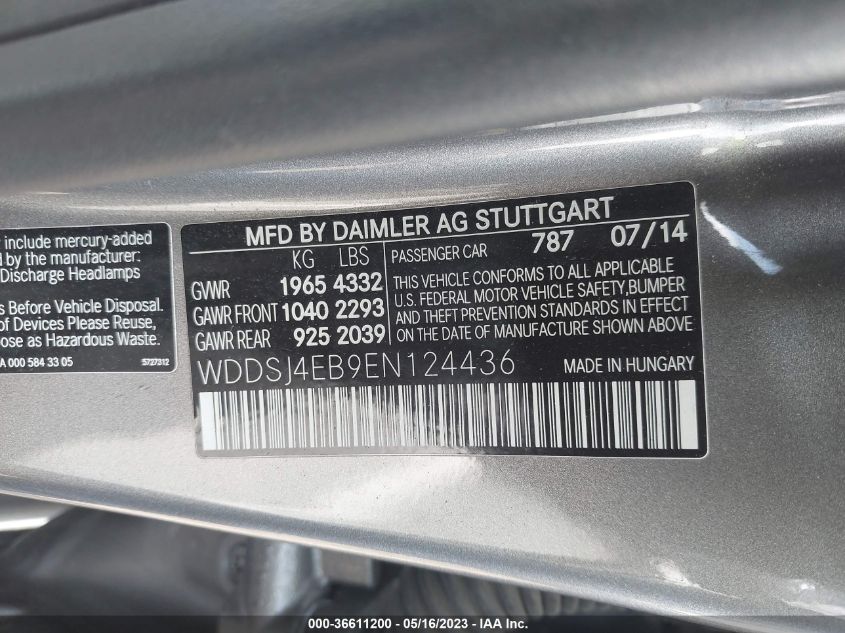 include mercury-added
by the manufacturer:
Discharge Headlamps
Before Vehicle Disposal.
of Devices Please Reuse,
ose as Hazardous Waste.
A 000 584 33 05
5727312
MFD BY DAIMLER AG STUTTGART
KG LBS
GVWR 1965 4332
GAWR FRONT 1040 2293
GAWR REAR 925 2039
PASSENGER CAR 787 07/14
THIS VEHICLE CONFORMS TO ALL APPLICABLE
U.S. FEDERAL MOTOR VEHICLE SAFETY,BUMPER
AND THEFT PREVENTION STANDARDS IN EFFECT
ON THE DATE OF MANUFACTURE SHOWN ABOVE
WDDSJ4EB9EN124436
MADE IN HUNGARY
000-36611200 - 05/16/2023 - IAA Inc.